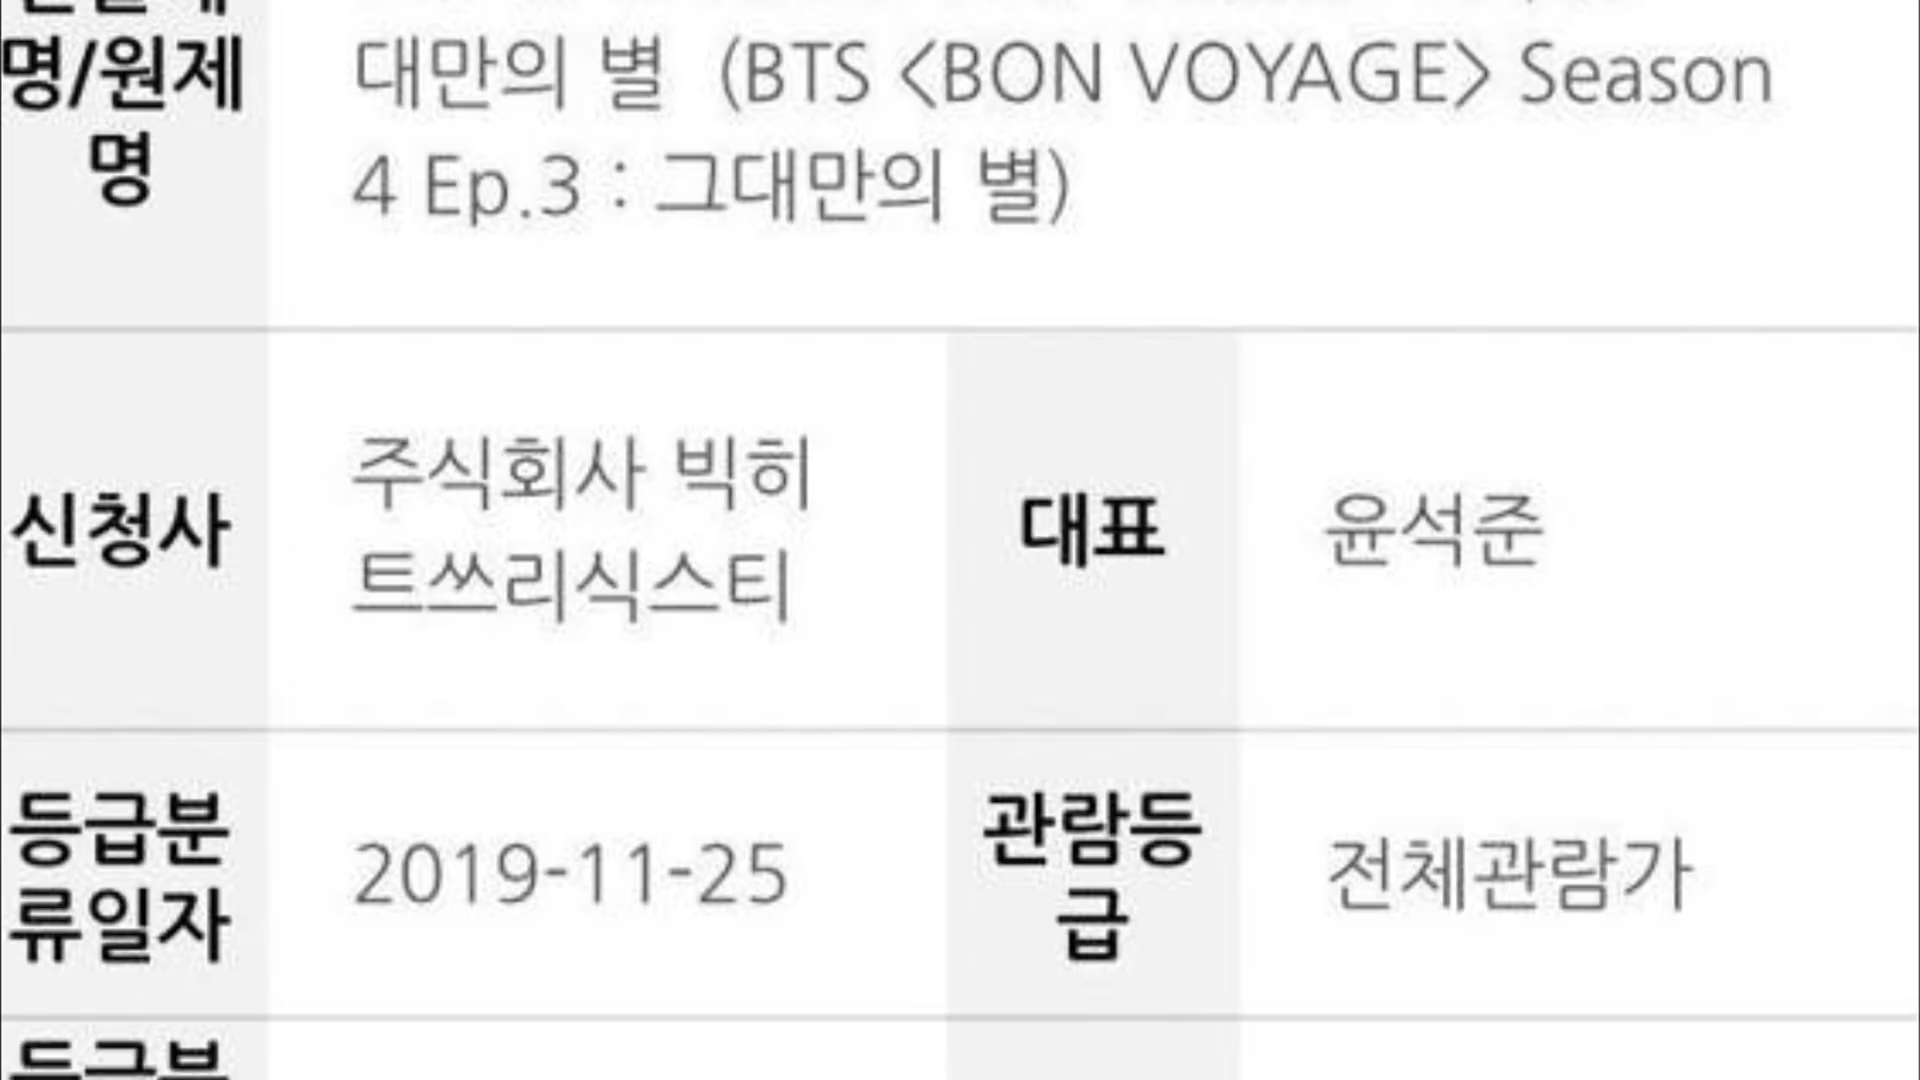 명/원제
명
대만의 별 (BTS <BON VOYAGE> Season
4 Ep.3 : 그대만의 별)
신청사
주식회사 빅히
트쓰리식스티
대표
윤석준
등급분
류일자
2019-11-25
관람등
급
전체관람가
등급분